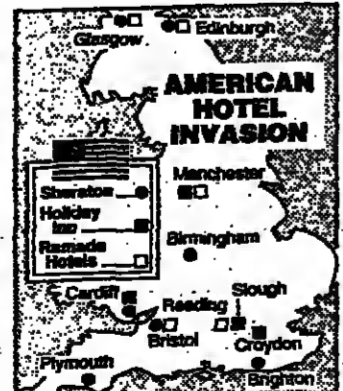 Glasgow
Edinburgh
AMERICAN
HOTEL
INVASION
Manchester
Sheraton
Holiday
Inn
Ramada
Hotels
Birmingham
Slough
Cardiff
Reading
Bristol
Croydon
Plymouth
Brighton